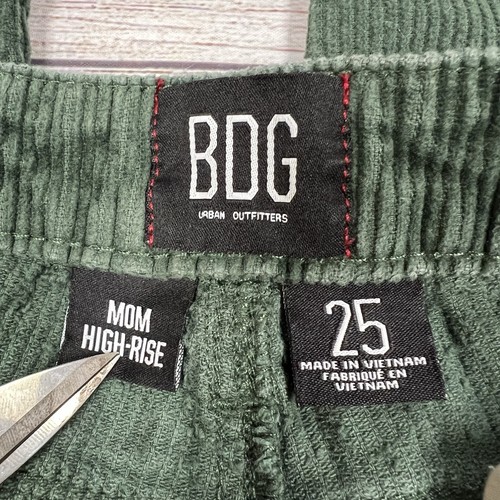 BDG
URBAN OUTFITTERS
MOM
HIGH-RISE
25
MADE IN VIETNAM
FABRIQUÉ EN
VIETNAM